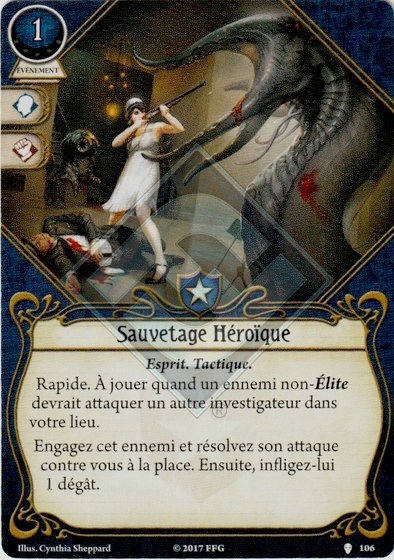 1
ÉVÉNEMENT
Sauvetage Héroïque
Esprit. Tactique.
Rapide. À jouer quand un ennemi non-Élite
devrait attaquer un autre investigateur dans
votre lieu.
Engagez cet ennemi et résolvez son attaque
contre vous à la place. Ensuite, infligez-lui
1 dégât.
®
Illus. Cynthia Sheppard © 2017 FFG 106